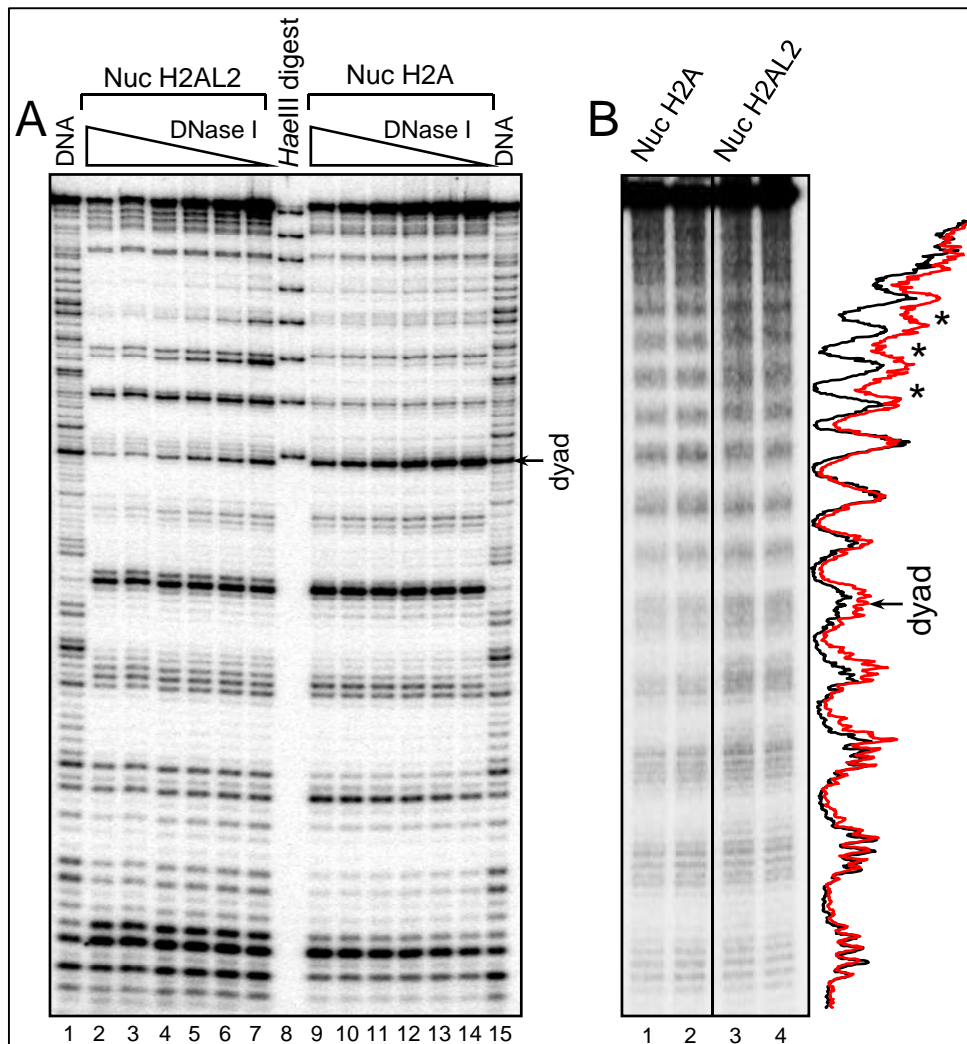 A
DNA
Nuc H2AL2
DNase I
HaeIII digest
Nuc H2A
DNase I
DNA
dyad
1 2 3 4 5 6 7 8 9 10 11 12 13 14 15
B
Nuc H2A
Nuc H2AL2
*
*
*
dyad
1 2 3 4